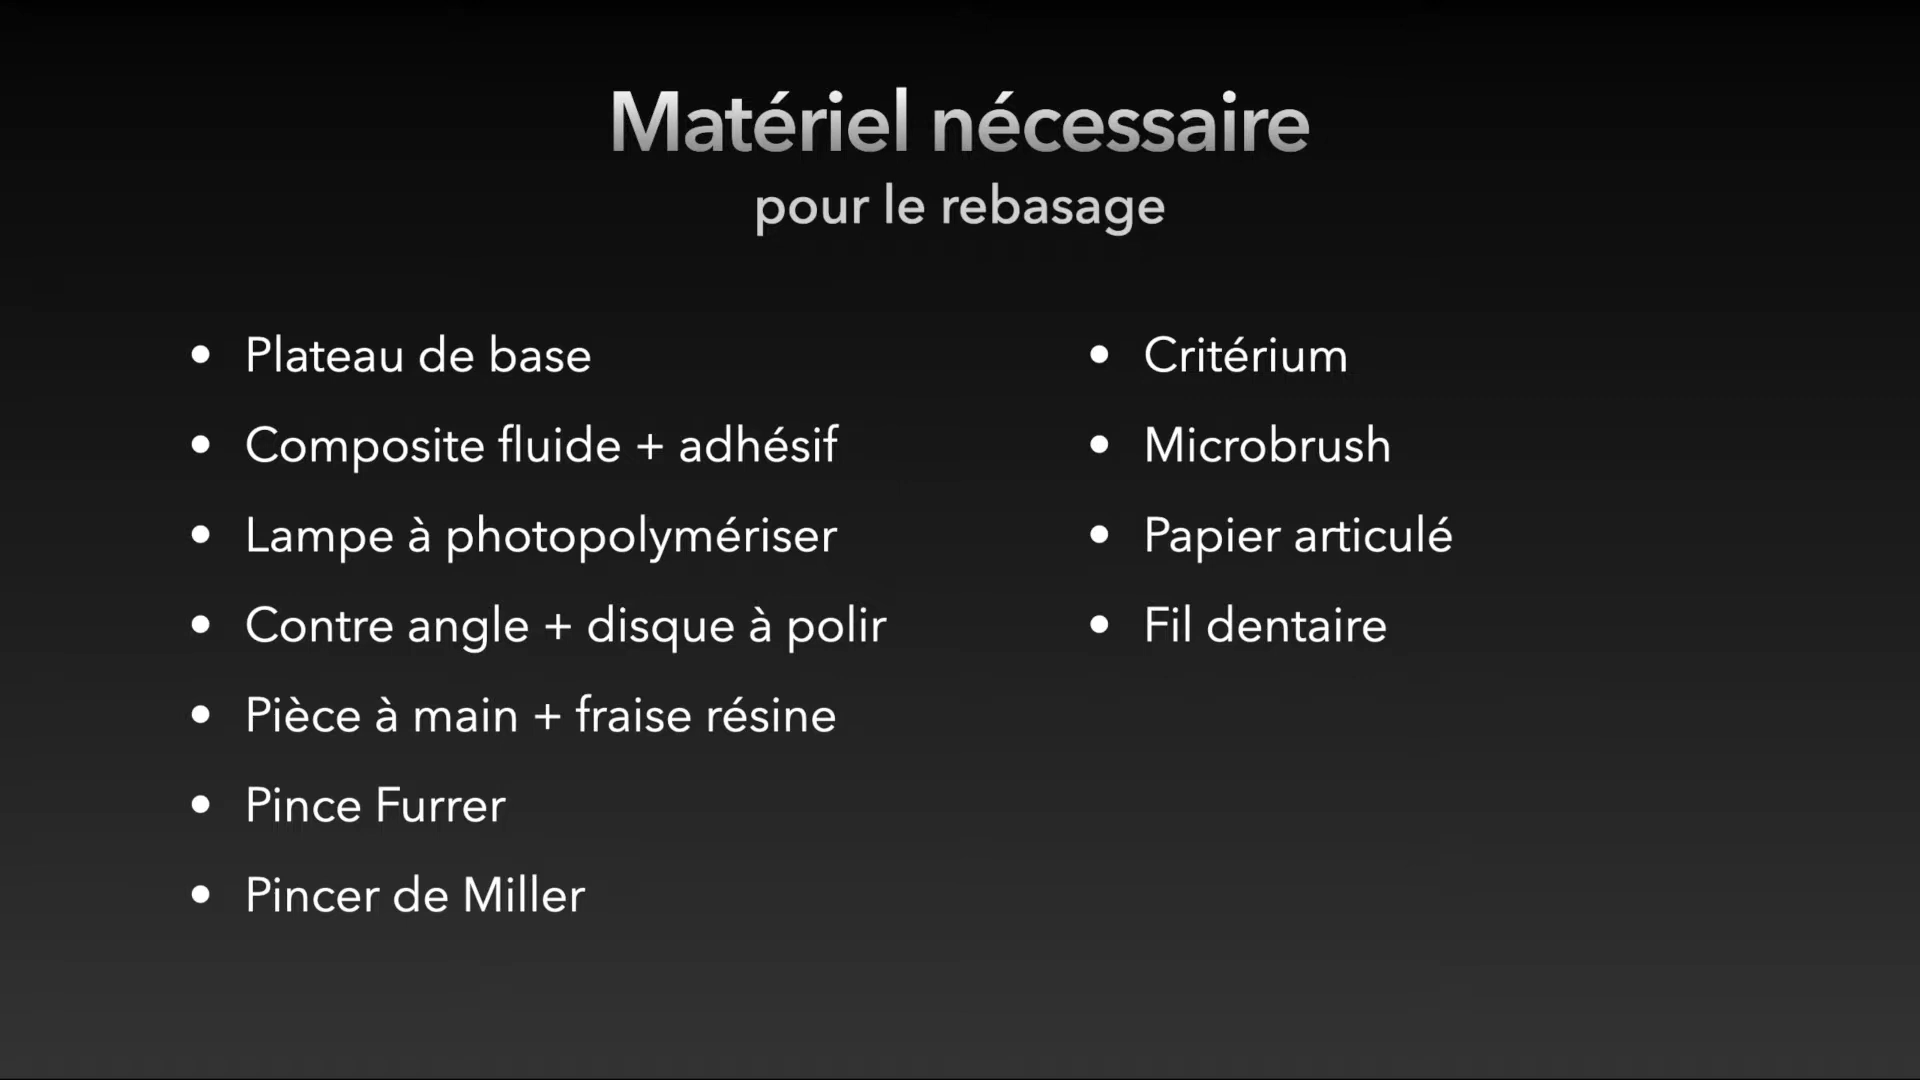 Matériel nécessaire
pour le rebasage
• Plateau de base
• Composite fluide + adhésif
• Lampe à photopolymériser
• Contre angle + disque à polir
• Pièce à main + fraise résine
• Pince Furrer
• Pincer de Miller
• Critérium
• Microbrush
• Papier articulé
• Fil dentaire